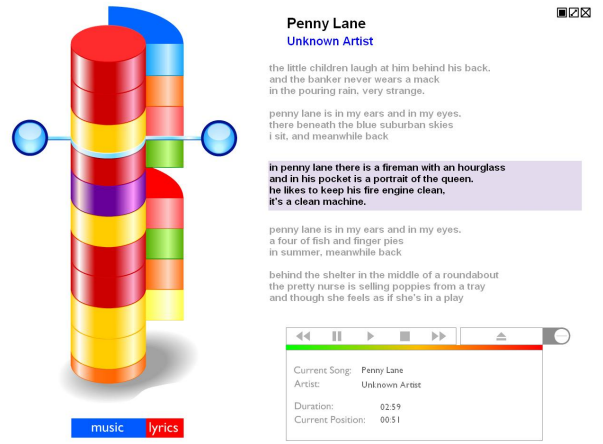 Penny Lane
Unknown Artist
the little children laugh at him behind his back.
and the banker never wears a mack
in the pouring rain, very strange.
penny lane is in my ears and in my eyes.
there beneath the blue suburban skies
i sit, and meanwhile back
in penny lane there is a fireman with an hourglass
and in his pocket is a portrait of the queen.
he likes to keep his fire engine clean,
it's a clean machine.
penny lane is in my ears and in my eyes.
a four of fish and finger pies
in summer, meanwhile back
behind the shelter in the middle of a roundabout
the pretty nurse is selling poppies from a tray
and though she feels as if she's in a play
Current Song: Penny Lane
Artist: Unknown Artist
Duration: 02:59
Current Position: 00:51
music lyrics